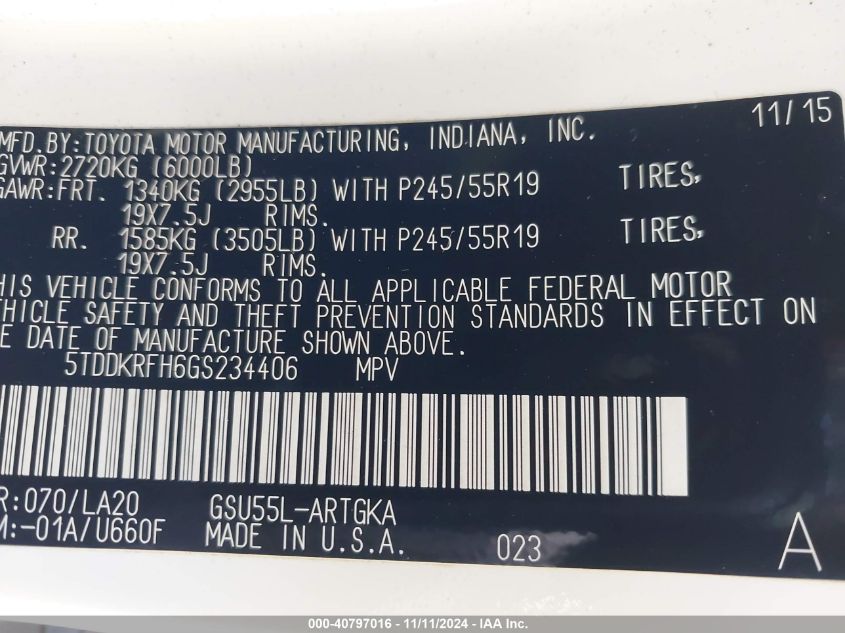 MFD.BY:TOYOTA MOTOR MANUFACTURING, INDIANA, INC. 11/15
GVWR:2720KG (6000LB)
GAWR:FRT. 1340KG (2955LB) WITH P245/55R19 TIRES,
19X7.5J RIMS.
RR. 1585KG (3505LB) WITH P245/55R19 TIRES,
19X7.5J RIMS.
HIS VEHICLE CONFORMS TO ALL APPLICABLE FEDERAL MOTOR
EHICLE SAFETY AND THEFT PREVENTION STANDARDS IN EFFECT ON
E DATE OF MANUFACTURE SHOWN ABOVE.
5TDDKRFH6GS234406 MPV
R:070/LA20 GSU55L-ARTGKA
M:-01A/U660F MADE IN U.S.A. 023 A
000-40797016 - 11/11/2024 - IAA Inc.